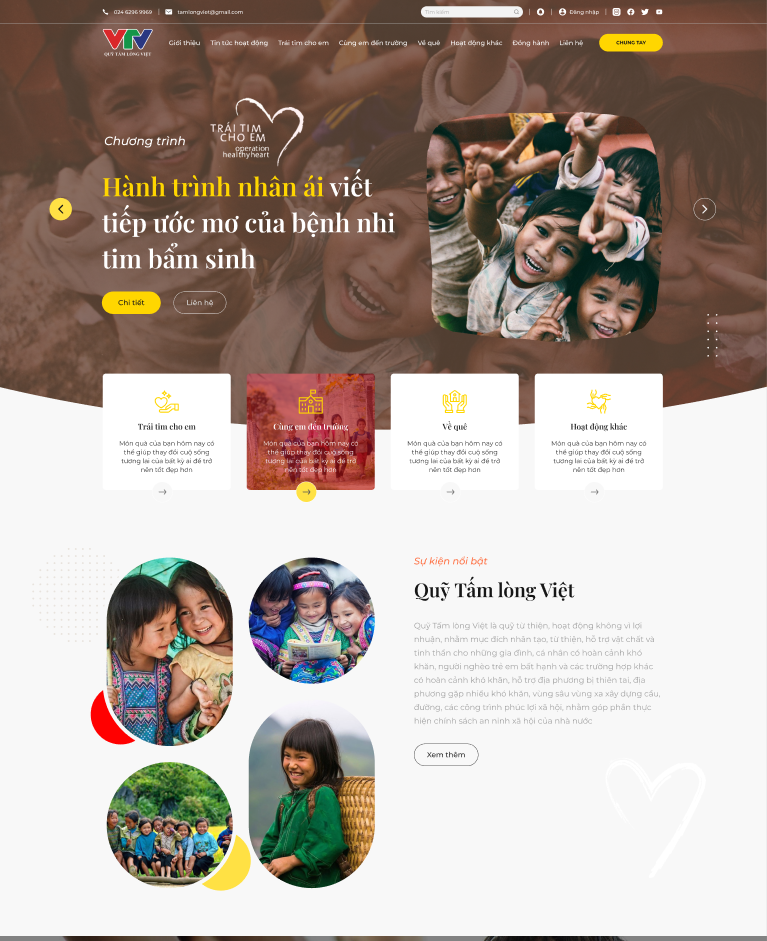 024 6296 9969 | tamlongviet@gmail.com
Tìm kiếm
Đăng nhập
VTV
QUỸ TẤM LÒNG VIỆT
Giới thiệu Tin tức hoạt động Trái tim cho em Cùng em đến trường Về quê Hoạt động khác Đồng hành Liên hệ CHUNG TAY
Chương trình
TRÁI TIM
CHO EM
operation
healthy heart
Hành trình nhân ái viết
tiếp ước mơ của bệnh nhi
tim bẩm sinh
Chi tiết Liên hệ
Trái tim cho em
Món quà của bạn hôm nay có
thể giúp thay đổi cuộ sống
tương lai của bất kỳ ai để trở
nên tốt đẹp hơn
Cùng em đến trường
Món quà của bạn hôm nay có
thể giúp thay đổi cuộ sống
tương lai của bất kỳ ai để trở
nên tốt đẹp hơn
Về quê
Món quà của bạn hôm nay có
thể giúp thay đổi cuộ sống
tương lai của bất kỳ ai để trở
nên tốt đẹp hơn
Hoạt động khác
Món quà của bạn hôm nay có
thể giúp thay đổi cuộ sống
tương lai của bất kỳ ai để trở
nên tốt đẹp hơn
Sự kiện nổi bật
Quỹ Tấm lòng Việt
Quỹ Tấm lòng Việt là quỹ từ thiện, hoạt động không vì lợi
nhuận, nhằm mục đích nhân tạo, từ thiện, hỗ trợ vật chất và
tinh thần cho những gia đình, cá nhân có hoàn cảnh khó
khăn, người nghèo trẻ em bất hạnh và các trường hợp khác
có hoàn cảnh khó khăn, hỗ trợ địa phương bị thiên tai, địa
phương gặp nhiều khó khăn, vùng sâu vùng xa xây dựng cầu,
đường, các công trình phúc lợi xã hội, nhằm góp phần thực
hiện chính sách an ninh xã hội của nhà nước
Xem thêm